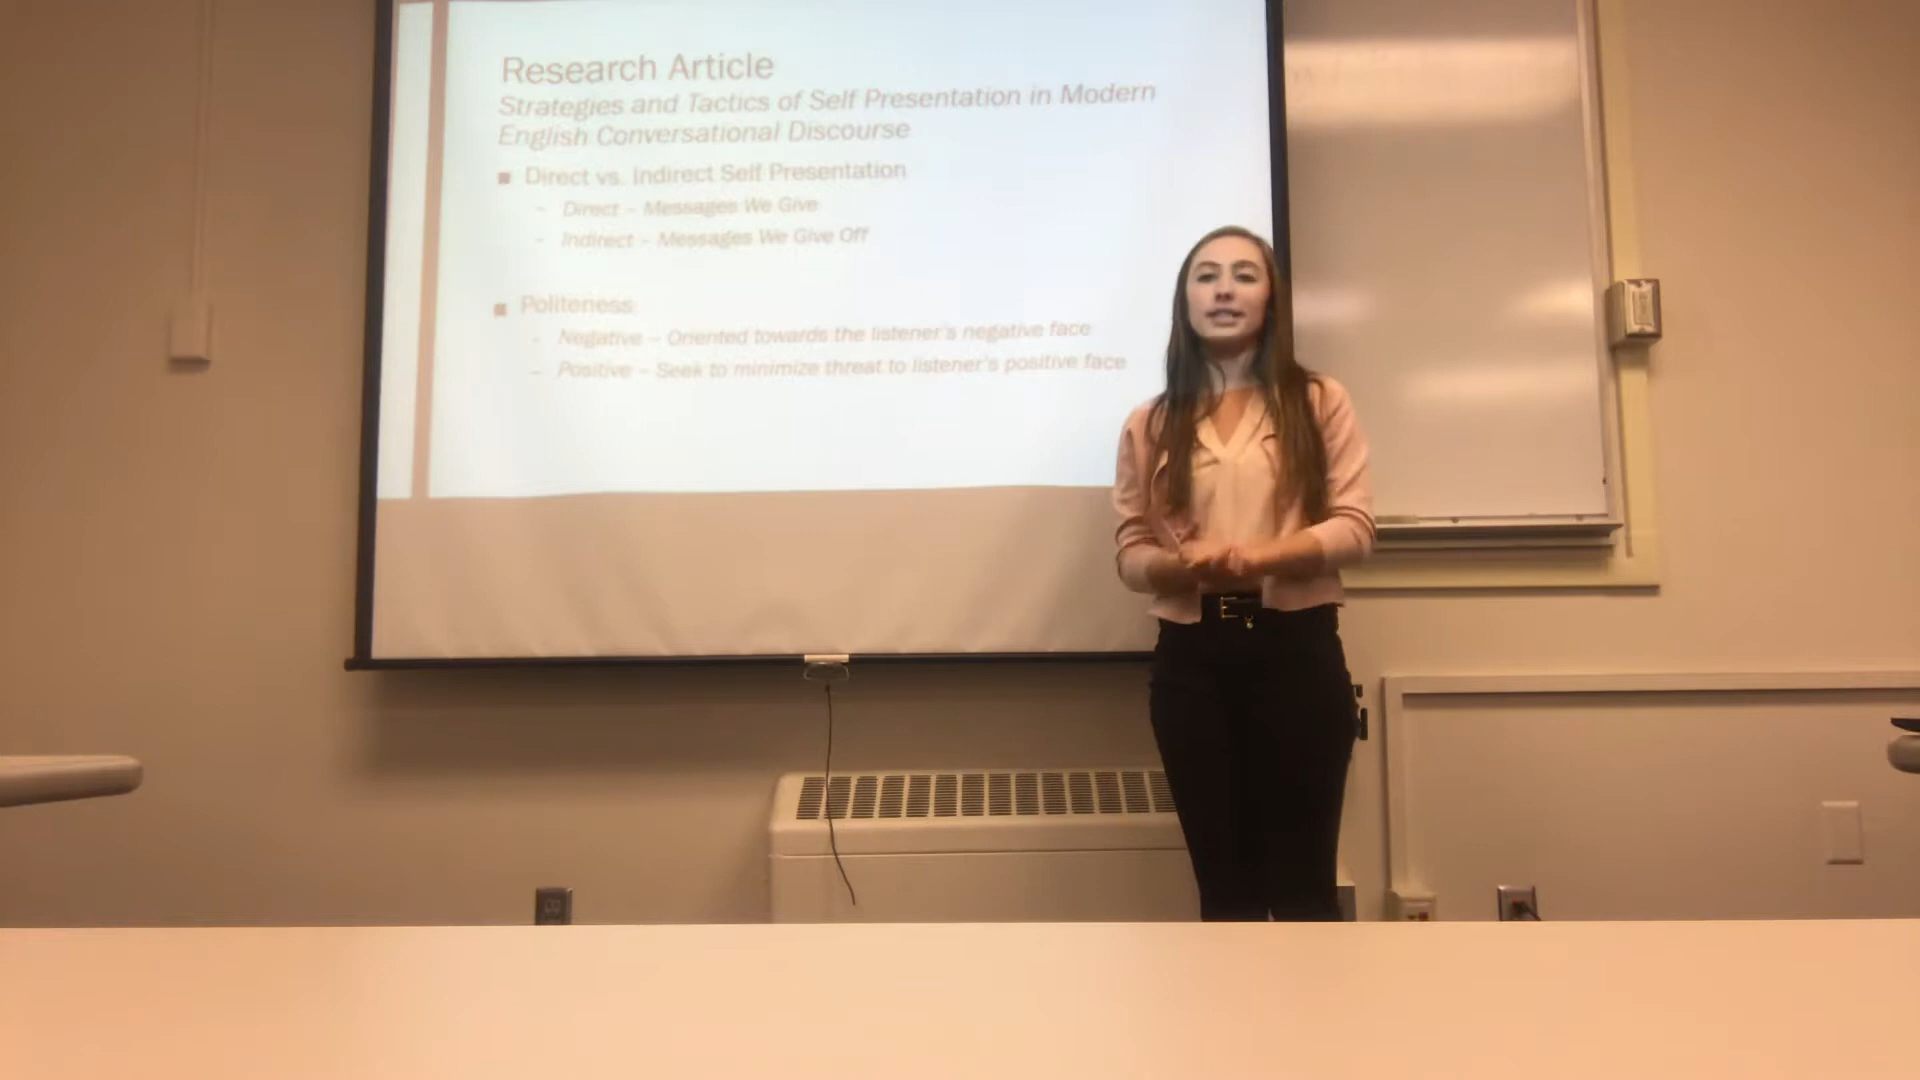 Research Article
Strategies and Tactics of Self Presentation in Modern
English Conversational Discourse
■ Direct vs. Indirect Self Presentation
– Direct – Messages We Give
– Indirect – Messages We Give Off
■ Politeness
– Negative – Oriented towards the listener's negative face
– Positive – Seek to minimize threat to listener's positive face